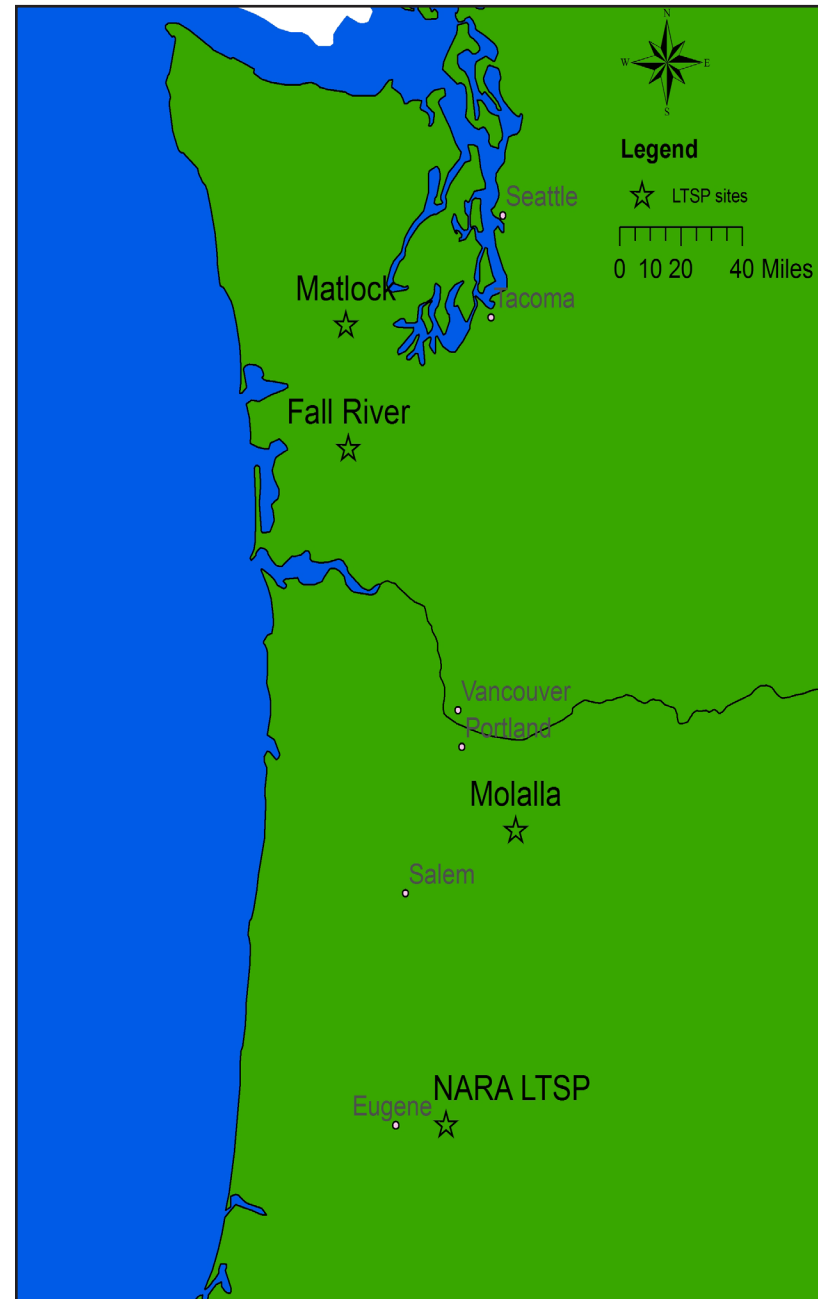 N
W E
S
Legend
LTSP sites
Seattle
0 10 20 40 Miles
Matlock
Tacoma
Fall River
Vancouver
Portland
Molalla
Salem
NARA LTSP
Eugene